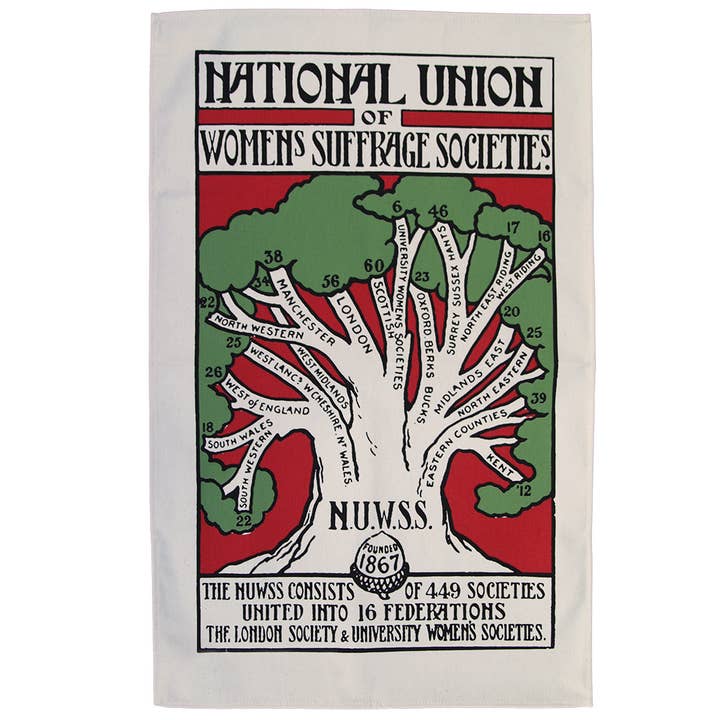 NATIONAL UNION
OF
WOMENS SUFFRAGE SOCIETIES.
22
NORTH WESTERN
34
WEST MIDLANDS
38
MANCHESTER
56
LONDON
60
SCOTTISH
6
UNIVERSITY WOMENS SOCIETIES
23
OXFORD BERKS BUCKS
46
SURREY SUSSEX HANTS
17
NORTH EAST RIDING
16
WEST RIDING
20
MIDLANDS EAST
25
NORTH EASTERN
39
EASTERN COUNTIES
12
KENT
25
WEST LANCS W.CHESHIRE. NT WALES.
26
WEST OF ENGLAND
18
SOUTH WALES
22
SOUTH WESTERN
N.U.W.S.S.
FOUNDED
1867
THE NUWSS CONSISTS OF 449 SOCIETIES
UNITED INTO 16 FEDERATIONS
THE LONDON SOCIETY & UNIVERSITY WOMEN'S SOCIETIES.